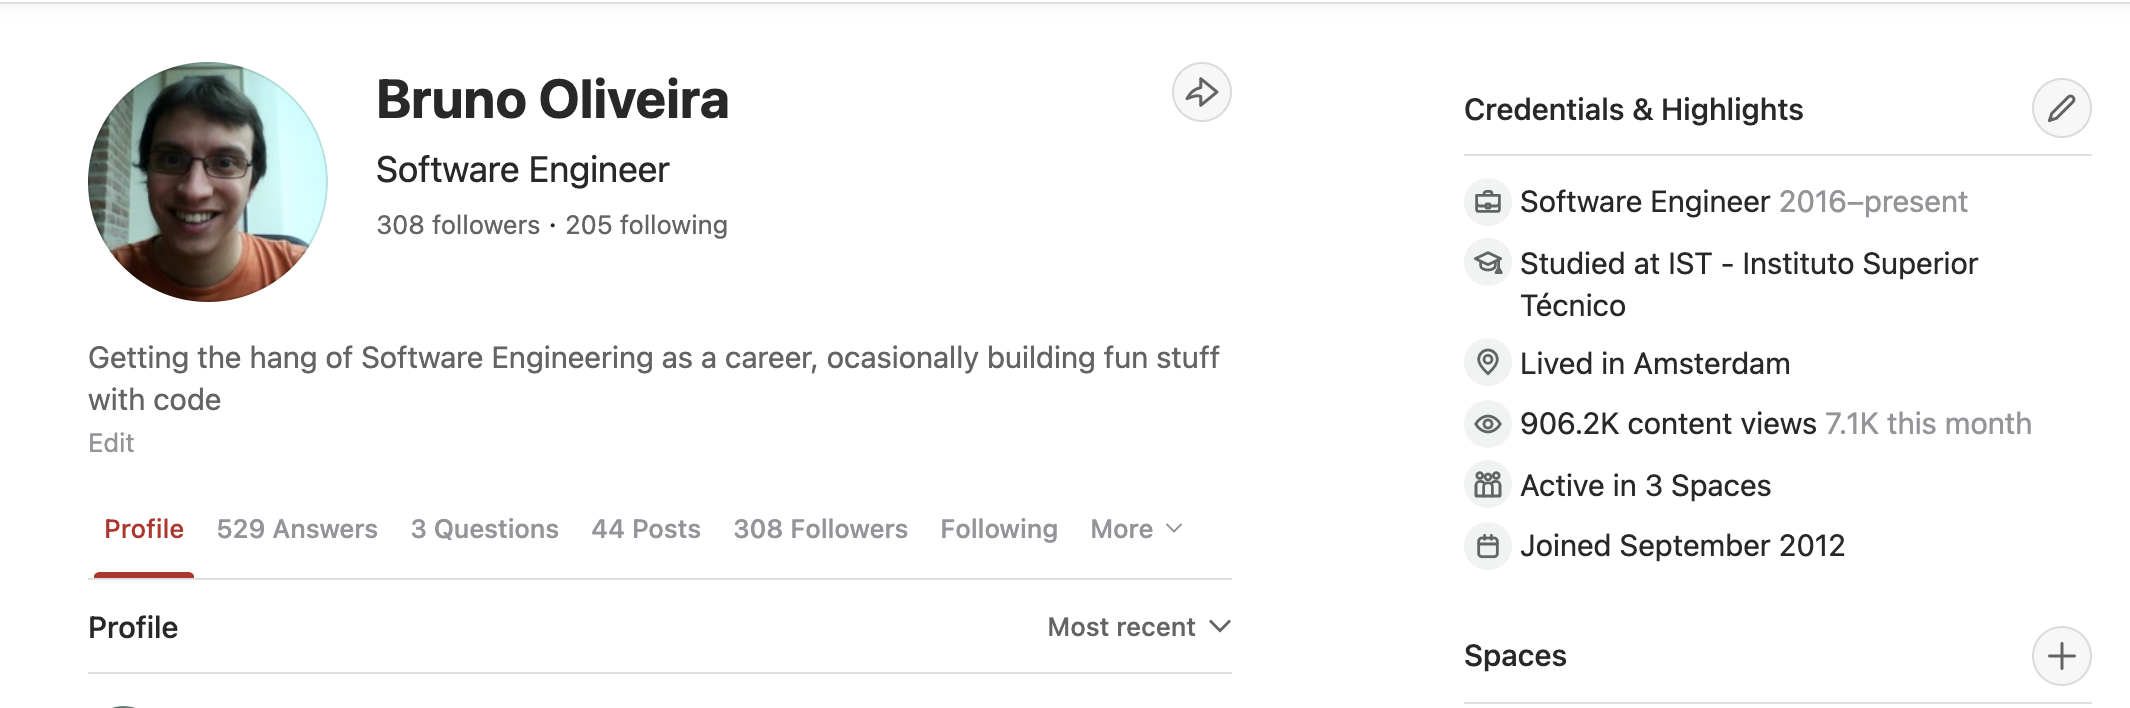 Bruno Oliveira
Software Engineer
308 followers · 205 following
Getting the hang of Software Engineering as a career, ocasionally building fun stuff
with code
Edit
Profile 529 Answers 3 Questions 44 Posts 308 Followers Following More
Profile Most recent
Credentials & Highlights
Software Engineer 2016–present
Studied at IST - Instituto Superior
Técnico
Lived in Amsterdam
906.2K content views 7.1K this month
Active in 3 Spaces
Joined September 2012
Spaces